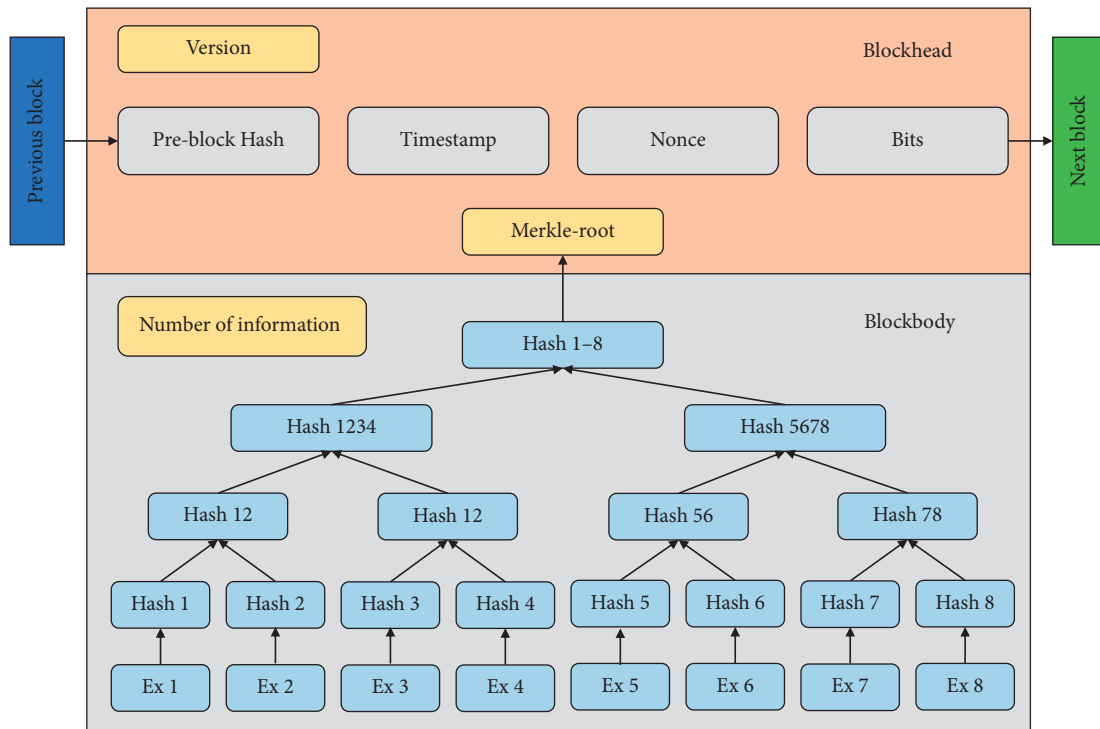 Version
Blockhead
Previous block
Pre-block Hash
Timestamp
Nonce
Bits
Next block
Merkle-root
Number of information
Blockbody
Hash 1–8
Hash 1234
Hash 5678
Hash 12
Hash 12
Hash 56
Hash 78
Hash 1
Hash 2
Hash 3
Hash 4
Hash 5
Hash 6
Hash 7
Hash 8
Ex 1
Ex 2
Ex 3
Ex 4
Ex 5
Ex 6
Ex 7
Ex 8